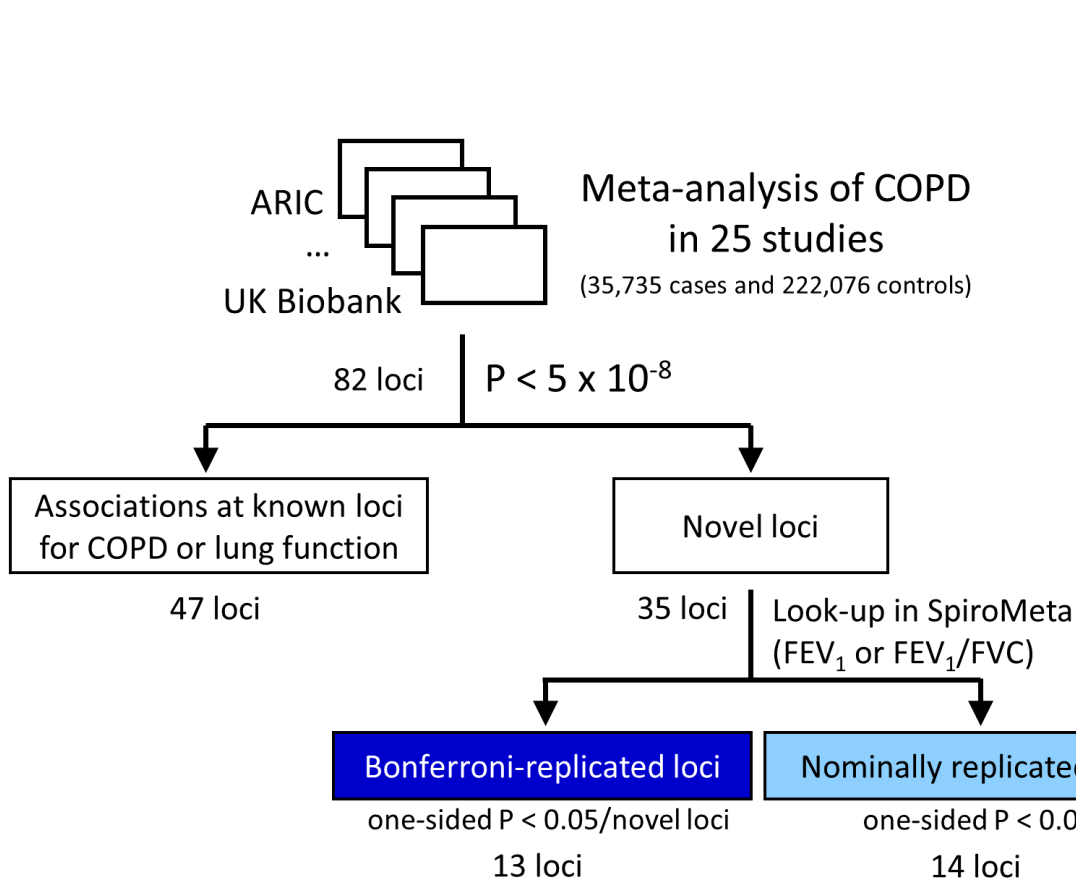 ARIC
...
UK Biobank
Meta-analysis of COPD
in 25 studies
(35,735 cases and 222,076 controls)
82 loci
P < 5 x 10⁻⁸
Associations at known loci
for COPD or lung function
47 loci
Novel loci
35 loci
Look-up in SpiroMeta
(FEV₁ or FEV₁/FVC)
Bonferroni-replicated loci
one-sided P < 0.05/novel loci
13 loci
Nominally replicated
one-sided P < 0.0
14 loci